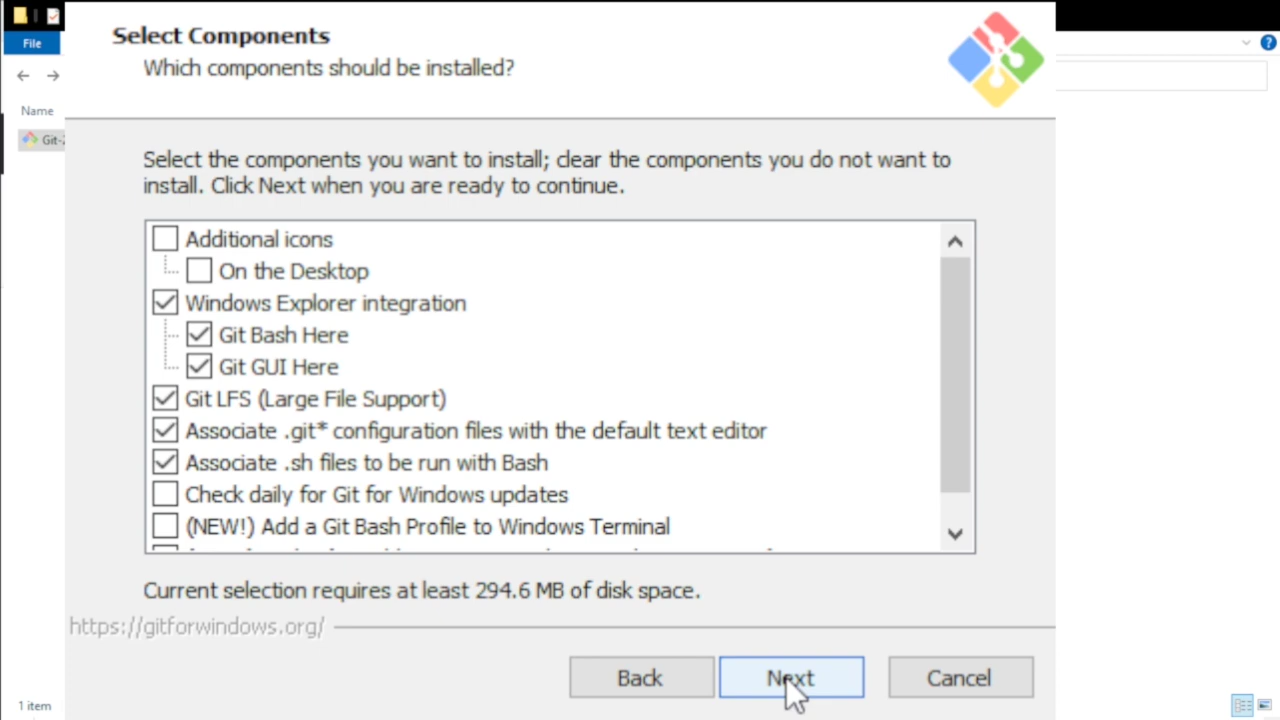 File
Name
Git-2
1 item
Select Components
Which components should be installed?
Select the components you want to install; clear the components you do not want to
install. Click Next when you are ready to continue.
Additional icons
On the Desktop
Windows Explorer integration
Git Bash Here
Git GUI Here
Git LFS (Large File Support)
Associate .git* configuration files with the default text editor
Associate .sh files to be run with Bash
Check daily for Git for Windows updates
(NEW!) Add a Git Bash Profile to Windows Terminal
Current selection requires at least 294.6 MB of disk space.
https://gitforwindows.org/
Back
Next
Cancel